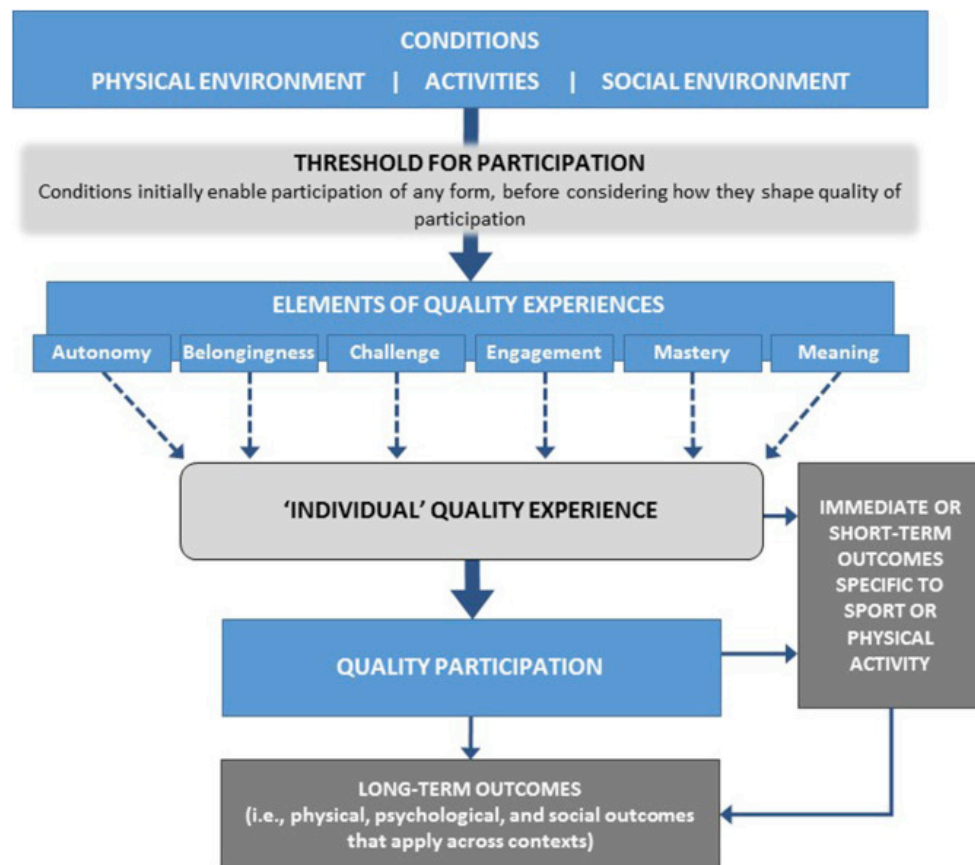 CONDITIONS
PHYSICAL ENVIRONMENT | ACTIVITIES | SOCIAL ENVIRONMENT
THRESHOLD FOR PARTICIPATION
Conditions initially enable participation of any form, before considering how they shape quality of
participation
ELEMENTS OF QUALITY EXPERIENCES
Autonomy Belongingness Challenge Engagement Mastery Meaning
‘INDIVIDUAL’ QUALITY EXPERIENCE
IMMEDIATE OR
SHORT-TERM
OUTCOMES
SPECIFIC TO
SPORT OR
PHYSICAL
ACTIVITY
QUALITY PARTICIPATION
LONG-TERM OUTCOMES
(i.e., physical, psychological, and social outcomes
that apply across contexts)